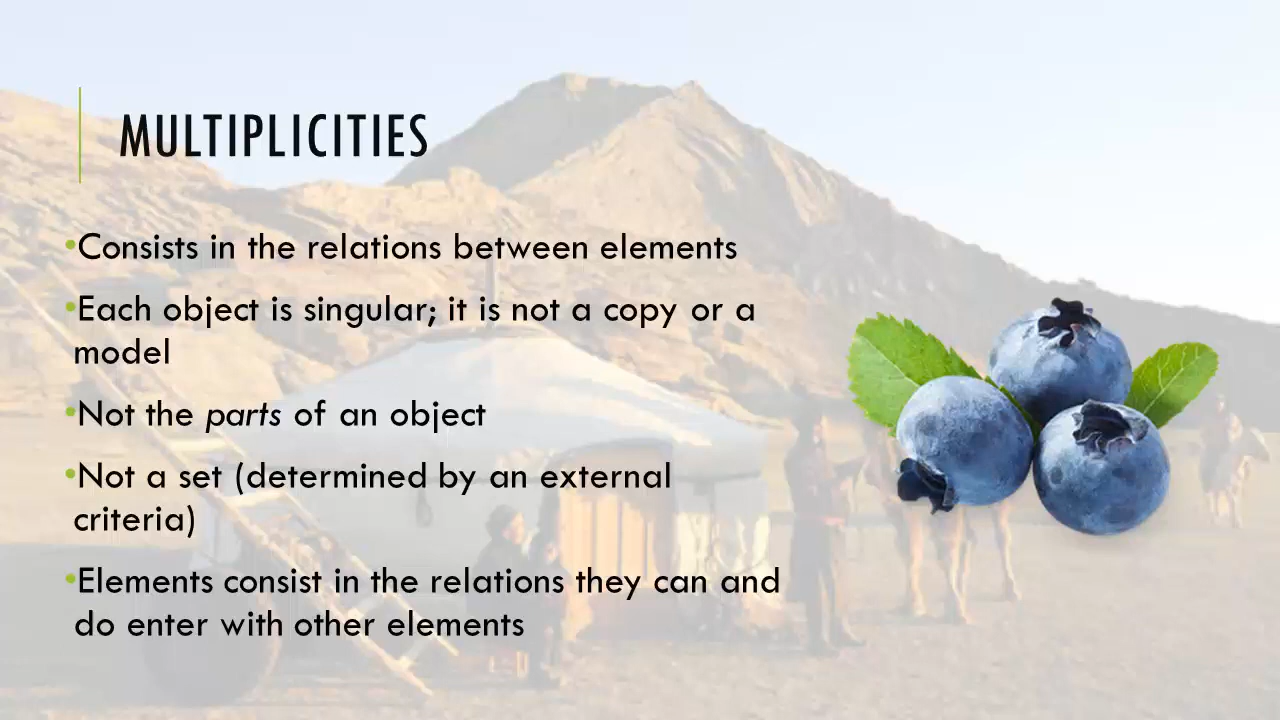 MULTIPLICITIES
•Consists in the relations between elements
•Each object is singular; it is not a copy or a
model
•Not the parts of an object
•Not a set (determined by an external
criteria)
•Elements consist in the relations they can and
do enter with other elements